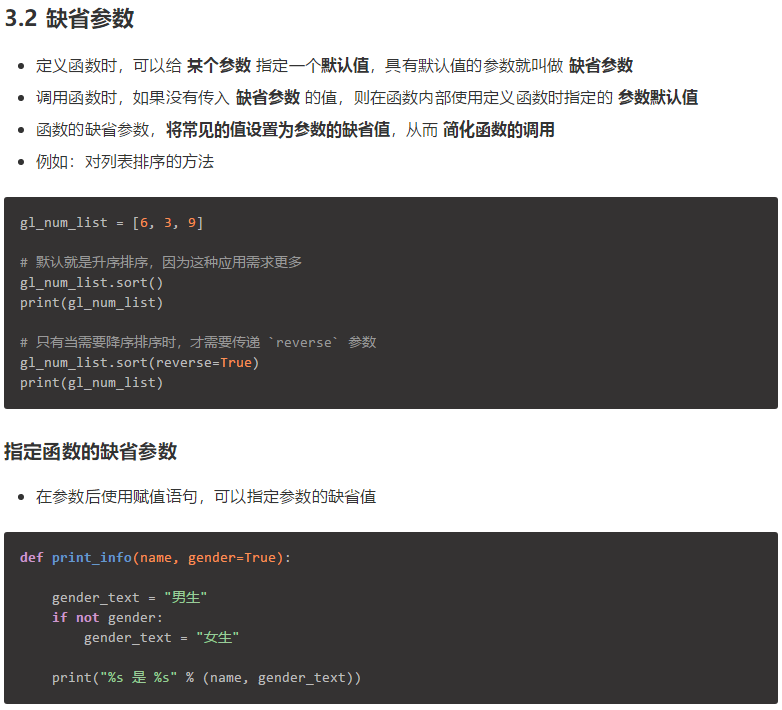 3.2 缺省参数
定义函数时，可以给 某个参数 指定一个默认值，具有默认值的参数就叫做 缺省参数
调用函数时，如果没有传入 缺省参数 的值，则在函数内部使用定义函数时指定的 参数默认值
函数的缺省参数，将常见的值设置为参数的缺省值，从而 简化函数的调用
例如：对列表排序的方法
gl_num_list = [6, 3, 9]
# 默认就是升序排序，因为这种应用需求更多
gl_num_list.sort()
print(gl_num_list)
# 只有当需要降序排序时，才需要传递 `reverse` 参数
gl_num_list.sort(reverse=True)
print(gl_num_list)
指定函数的缺省参数
在参数后使用赋值语句，可以指定参数的缺省值
def print_info(name, gender=True):
    gender_text = "男生"
    if not gender:
        gender_text = "女生"
    print("%s 是 %s" % (name, gender_text))